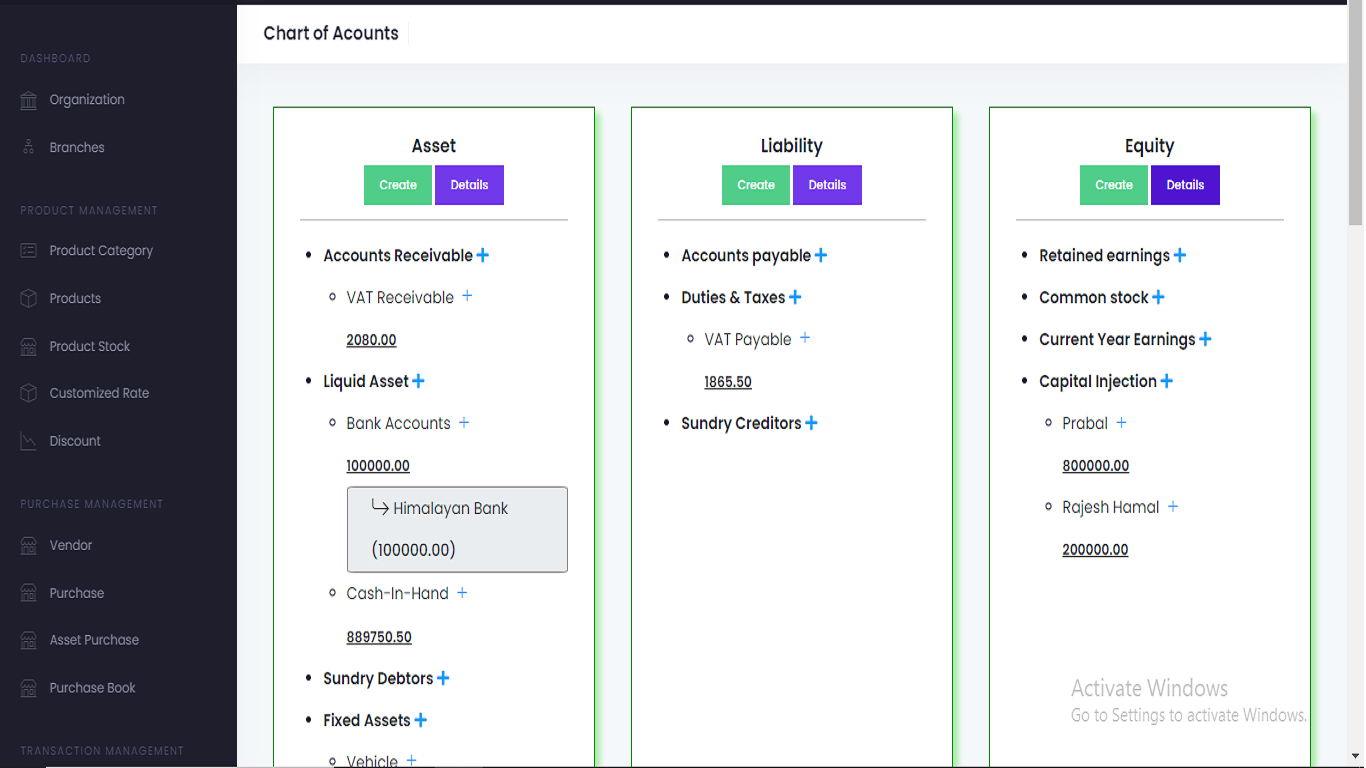 Chart of Acounts
DASHBOARD
Organization
Branches
PRODUCT MANAGEMENT
Product Category
Products
Product Stock
Customized Rate
Discount
PURCHASE MANAGEMENT
Vendor
Purchase
Asset Purchase
Purchase Book
TRANSACTION MANAGEMENT
Asset
Create Details
Accounts Receivable +
VAT Receivable +
2080.00
Liquid Asset +
Bank Accounts +
100000.00
Himalayan Bank
(100000.00)
Cash-In-Hand +
889750.50
Sundry Debtors +
Fixed Assets +
Vehicle +
Liability
Create Details
Accounts payable +
Duties & Taxes +
VAT Payable +
1865.50
Sundry Creditors +
Equity
Create Details
Retained earnings +
Common stock +
Current Year Earnings +
Capital Injection +
Prabal +
800000.00
Rajesh Hamal +
200000.00
Activate Windows
Go to Settings to activate Windows.